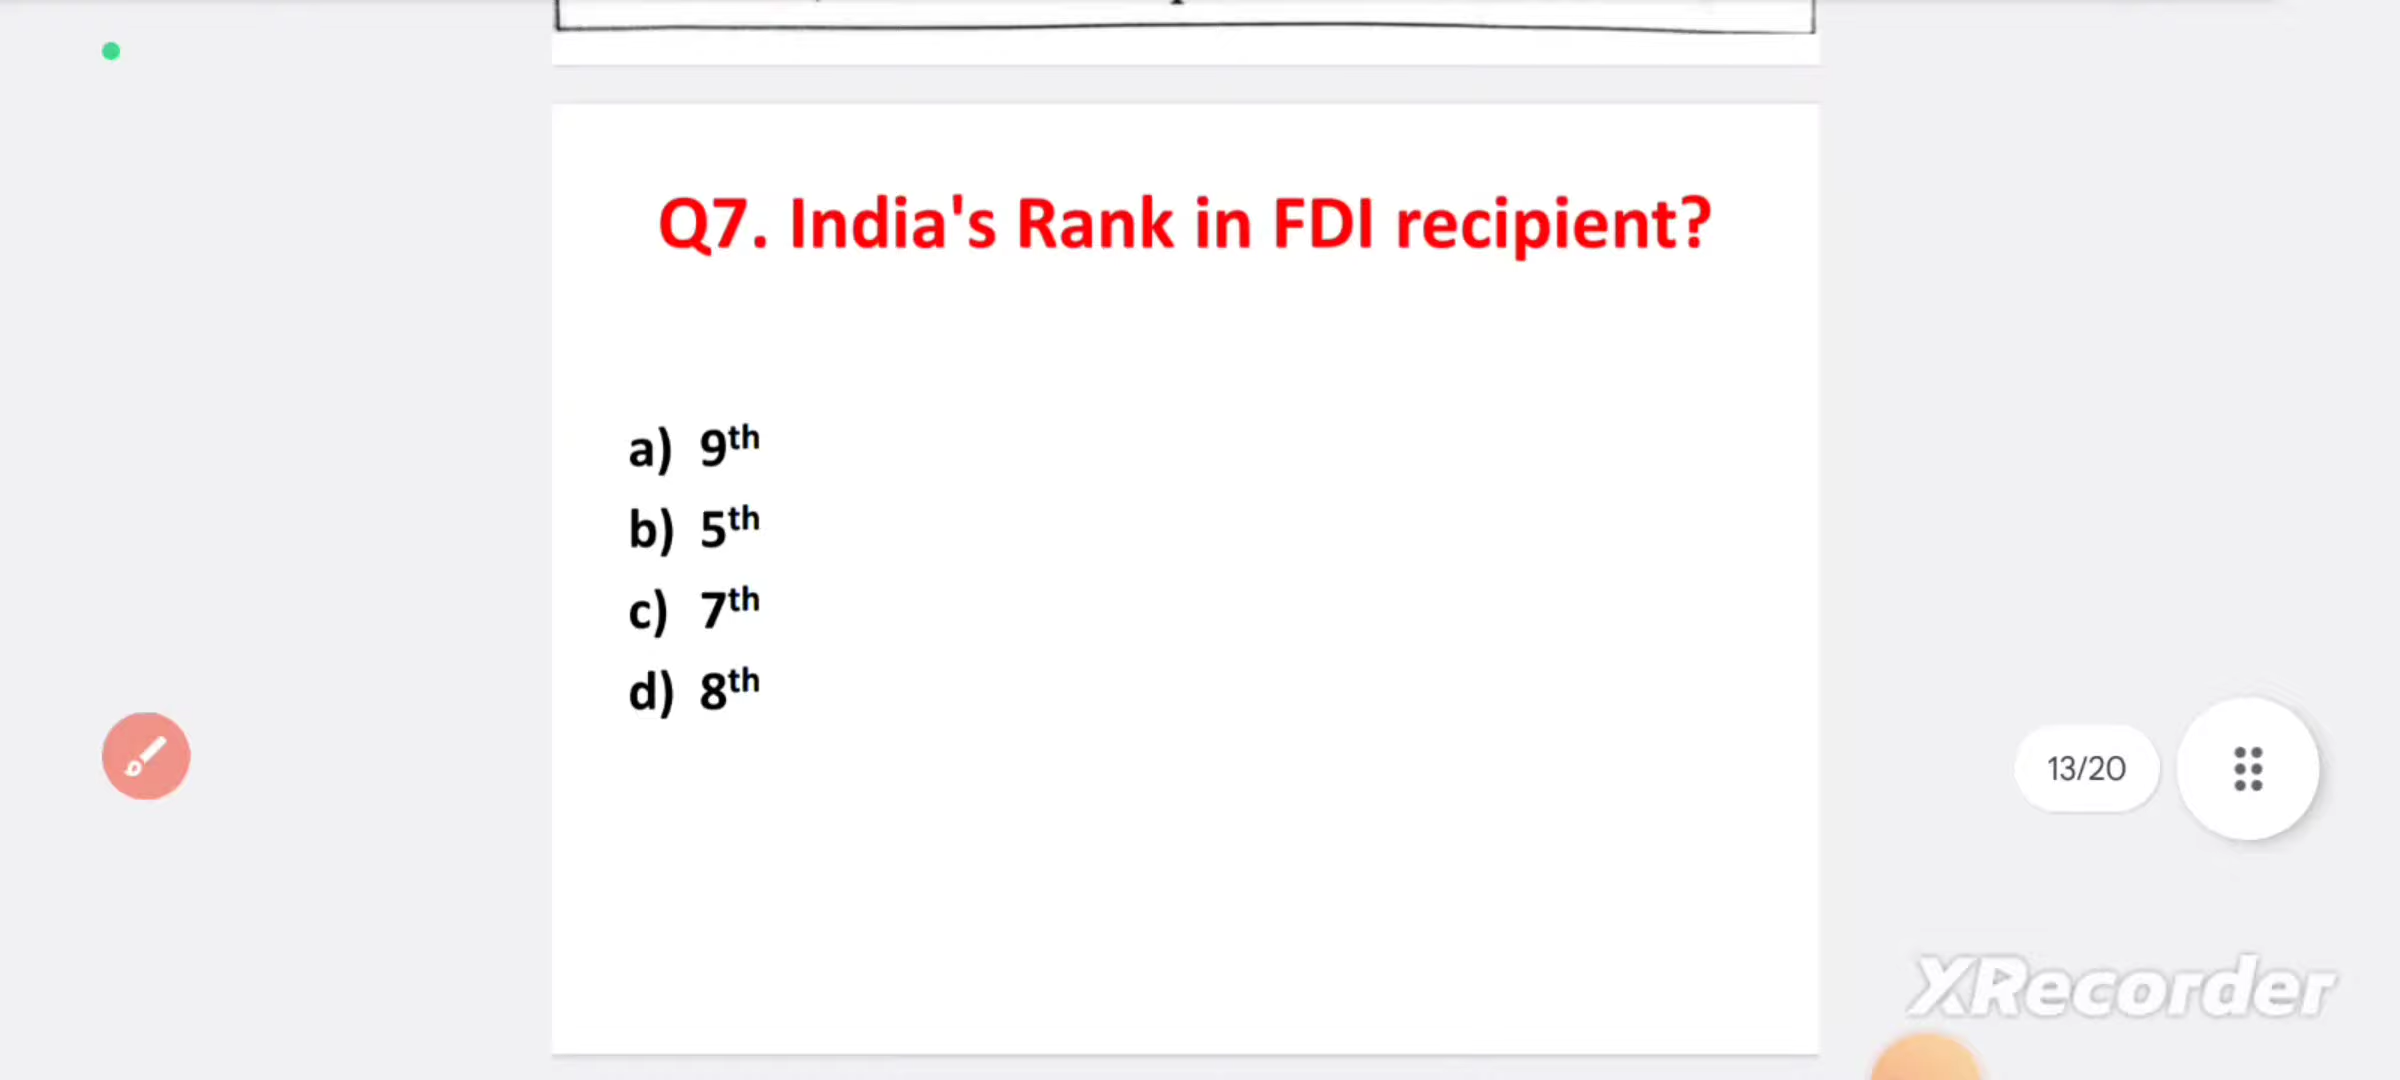 Q7. India's Rank in FDI recipient?
a) 9th
b) 5th
c) 7th
d) 8th
13/20
XRecorder